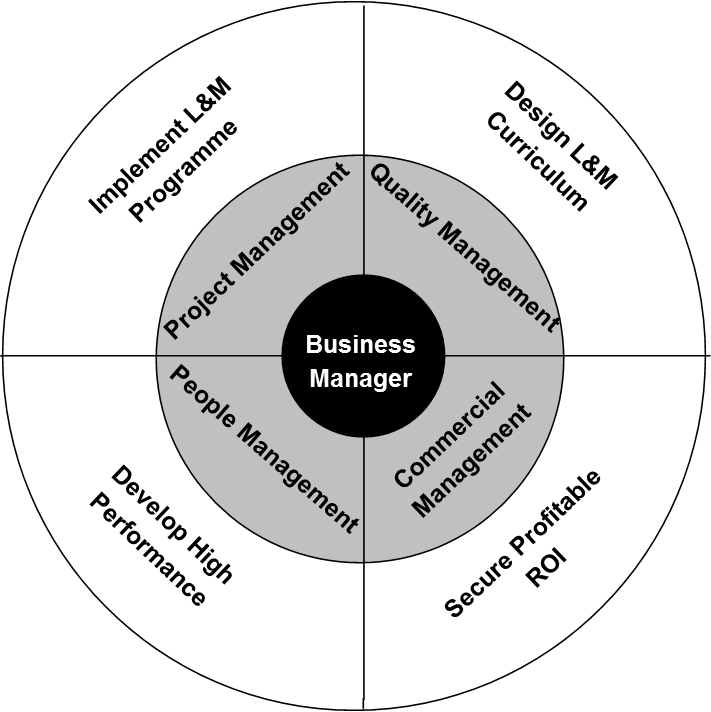 Implement L&M
Programme
Design L&M
Curriculum
Project Management
Quality Management
Business
Manager
People Management
Commercial
Management
Develop High
Performance
Secure Profitable
ROI